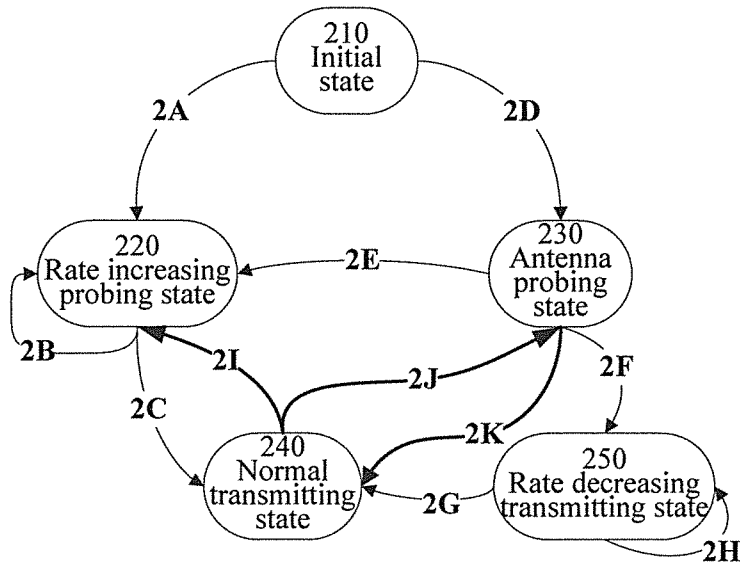 210
Initial
state
2A
2D
220
Rate increasing
probing state
230
Antenna
probing
state
2E
2B
2I
2J
2F
2C
2K
240
Normal
transmitting
state
250
Rate decreasing
transmitting state
2G
2H